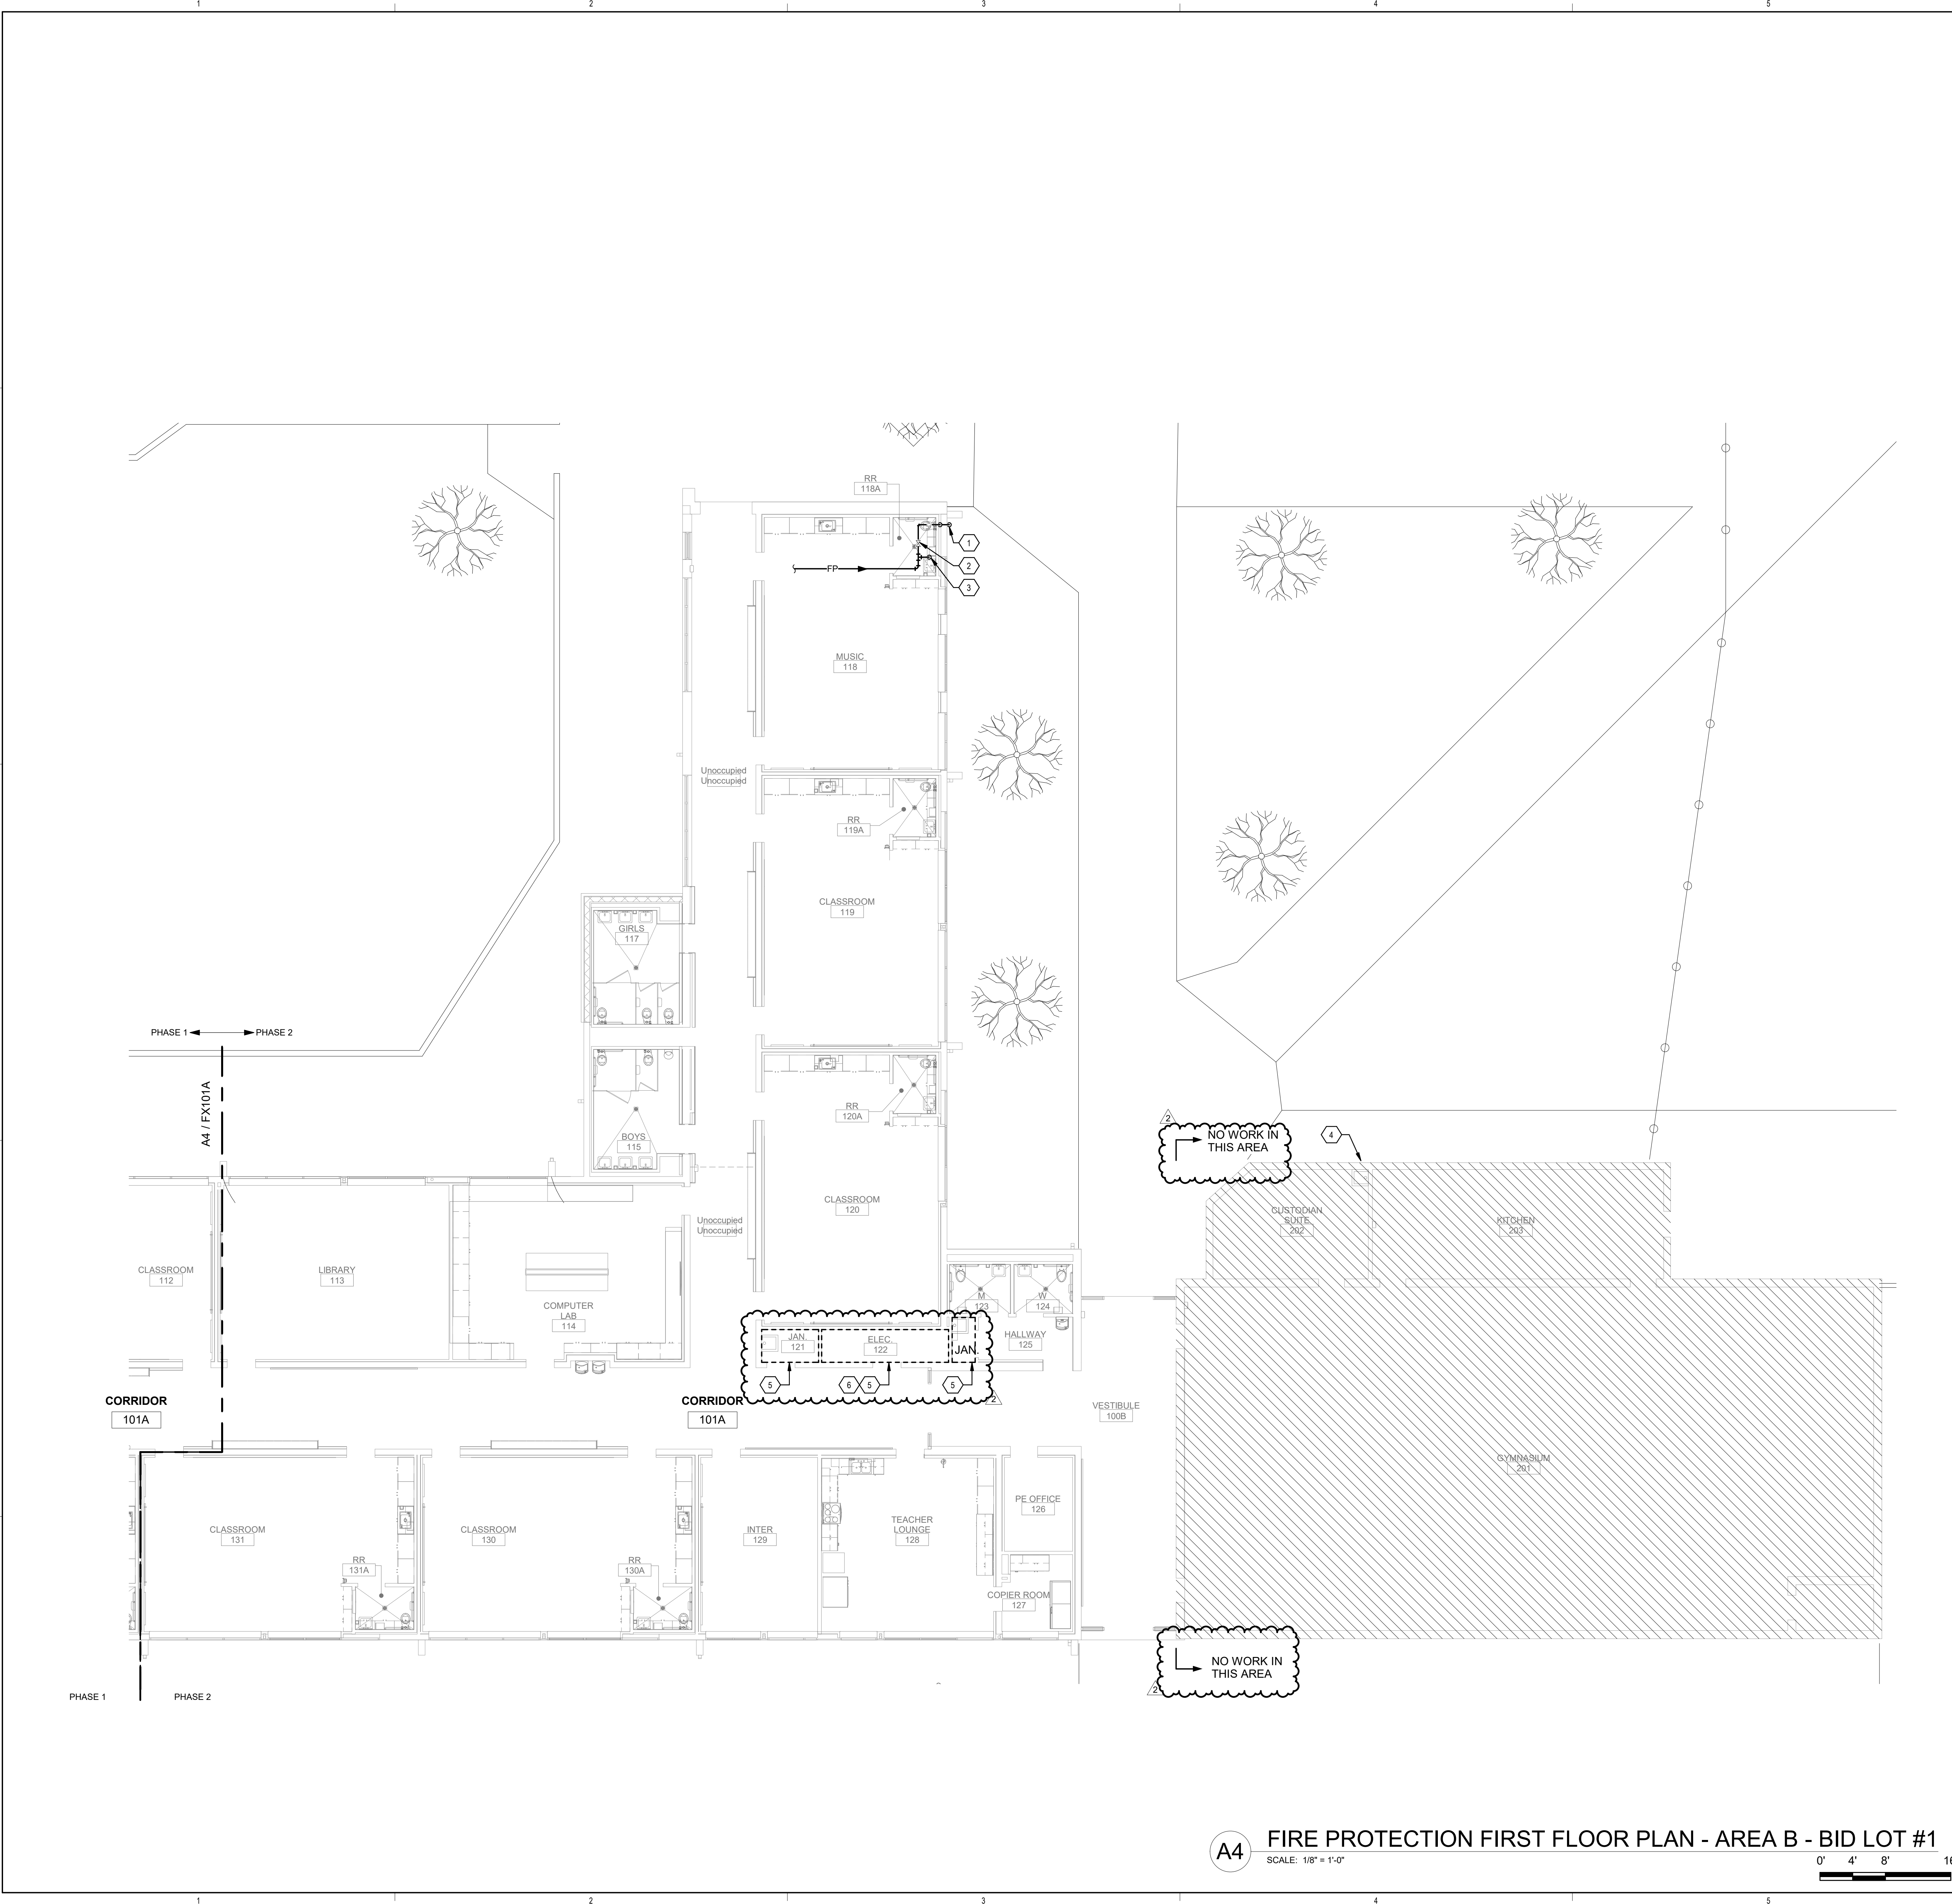 1
2
3
4
5
RR
118A
1
2
3
FP
MUSIC
118
Unoccupied
Unoccupied
RR
119A
CLASSROOM
119
GIRLS
117
PHASE 1
PHASE 2
A4 / FX101A
RR
120A
BOYS
115
2
NO WORK IN
THIS AREA
4
CLASSROOM
120
Unoccupied
Unoccupied
CUSTODIAN
SUITE
202
KITCHEN
203
CLASSROOM
112
LIBRARY
113
COMPUTER
LAB
114
M
123
W
124
JAN.
121
ELEC.
122
JAN.
HALLWAY
125
5
6
5
5
2
CORRIDOR
101A
CORRIDOR
101A
VESTIBULE
100B
GYMNASIUM
201
CLASSROOM
131
CLASSROOM
130
INTER
129
TEACHER
LOUNGE
128
PE OFFICE
126
RR
131A
RR
130A
COPIER ROOM
127
NO WORK IN
THIS AREA
2
PHASE 1
PHASE 2
A4
FIRE PROTECTION FIRST FLOOR PLAN - AREA B - BID LOT #1
SCALE: 1/8" = 1'-0"
0' 4' 8' 16
1
2
3
4
5